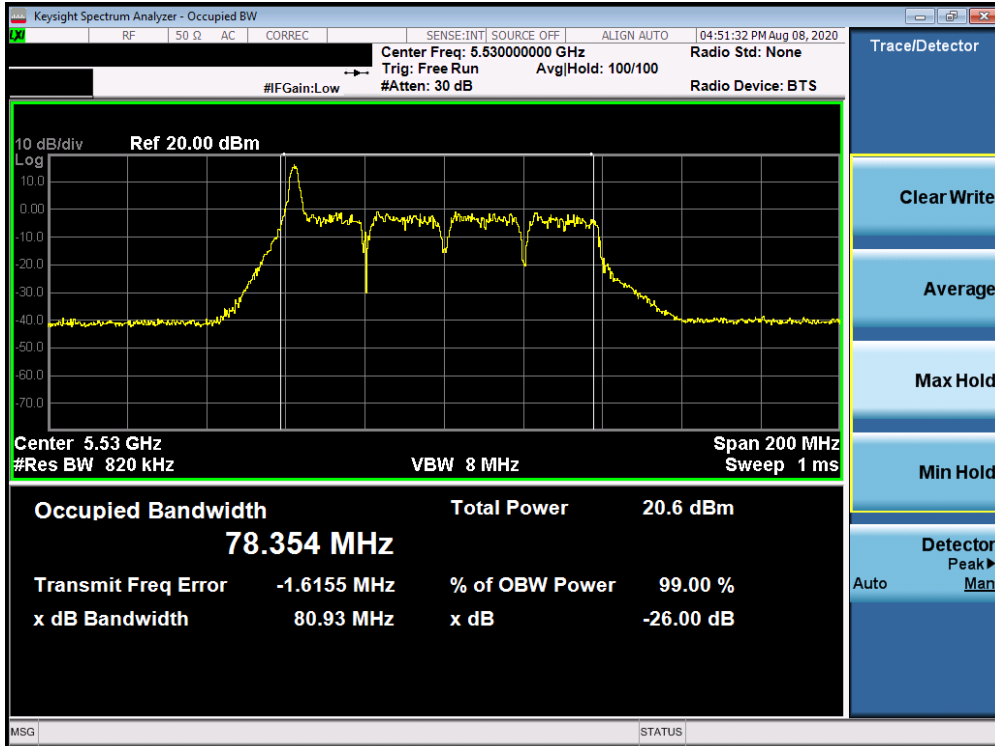 Keysight Spectrum Analyzer - Occupied BW
LXI RF 50 Ω AC CORREC SENSE:INT SOURCE OFF ALIGN AUTO 04:51:32 PM Aug 08, 2020
Center Freq: 5.530000000 GHz Radio Std: None
Trig: Free Run Avg|Hold: 100/100
#IFGain:Low #Atten: 30 dB Radio Device: BTS
Trace/Detector
10 dB/div Ref 20.00 dBm
Log
10.0
0.00
-10.0
-20.0
-30.0
-40.0
-50.0
-60.0
-70.0
Center 5.53 GHz Span 200 MHz
#Res BW 820 kHz VBW 8 MHz Sweep 1 ms
Occupied Bandwidth Total Power 20.6 dBm
78.354 MHz
Transmit Freq Error -1.6155 MHz % of OBW Power 99.00 %
x dB Bandwidth 80.93 MHz x dB -26.00 dB
Clear Write
Average
Max Hold
Min Hold
Detector
Peak▶
Auto Man
MSG STATUS